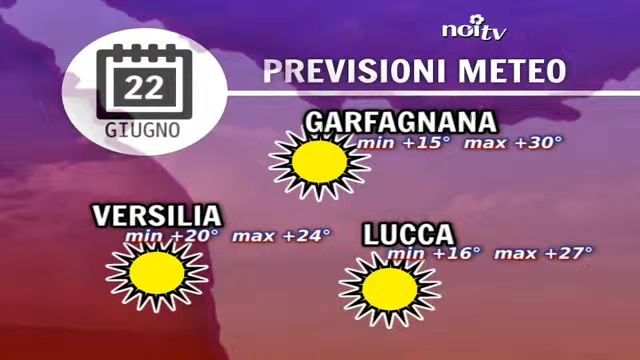 noitv
PREVISIONI METEO
22
GIUGNO
GARFAGNANA
min +15° max +30°
VERSILIA
min +20° max +24°
LUCCA
min +16° max +27°